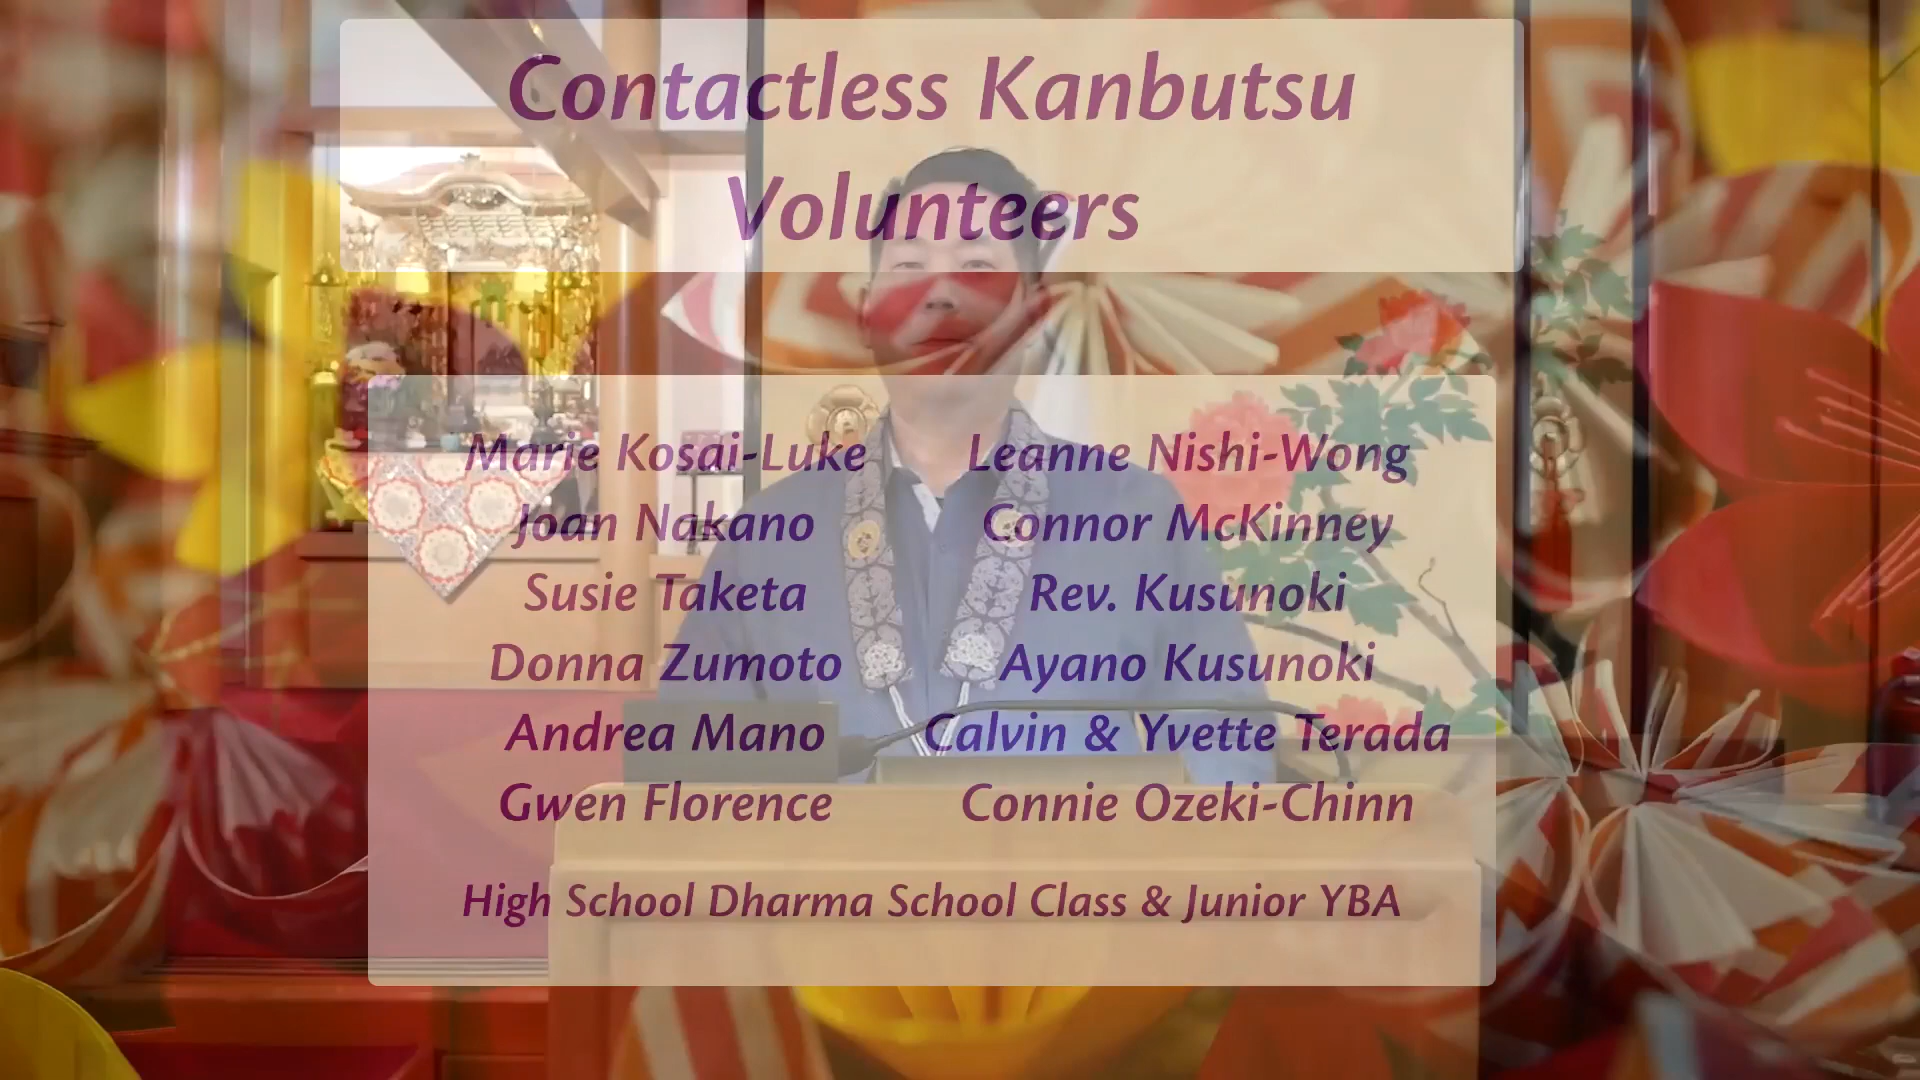 Contactless Kanbutsu
Volunteers
Marie Kosai-Luke
Joan Nakano
Susie Taketa
Donna Zumoto
Andrea Mano
Gwen Florence
Leanne Nishi-Wong
Connor McKinney
Rev. Kusunoki
Ayano Kusunoki
Calvin & Yvette Terada
Connie Ozeki-Chinn
High School Dharma School Class & Junior YBA